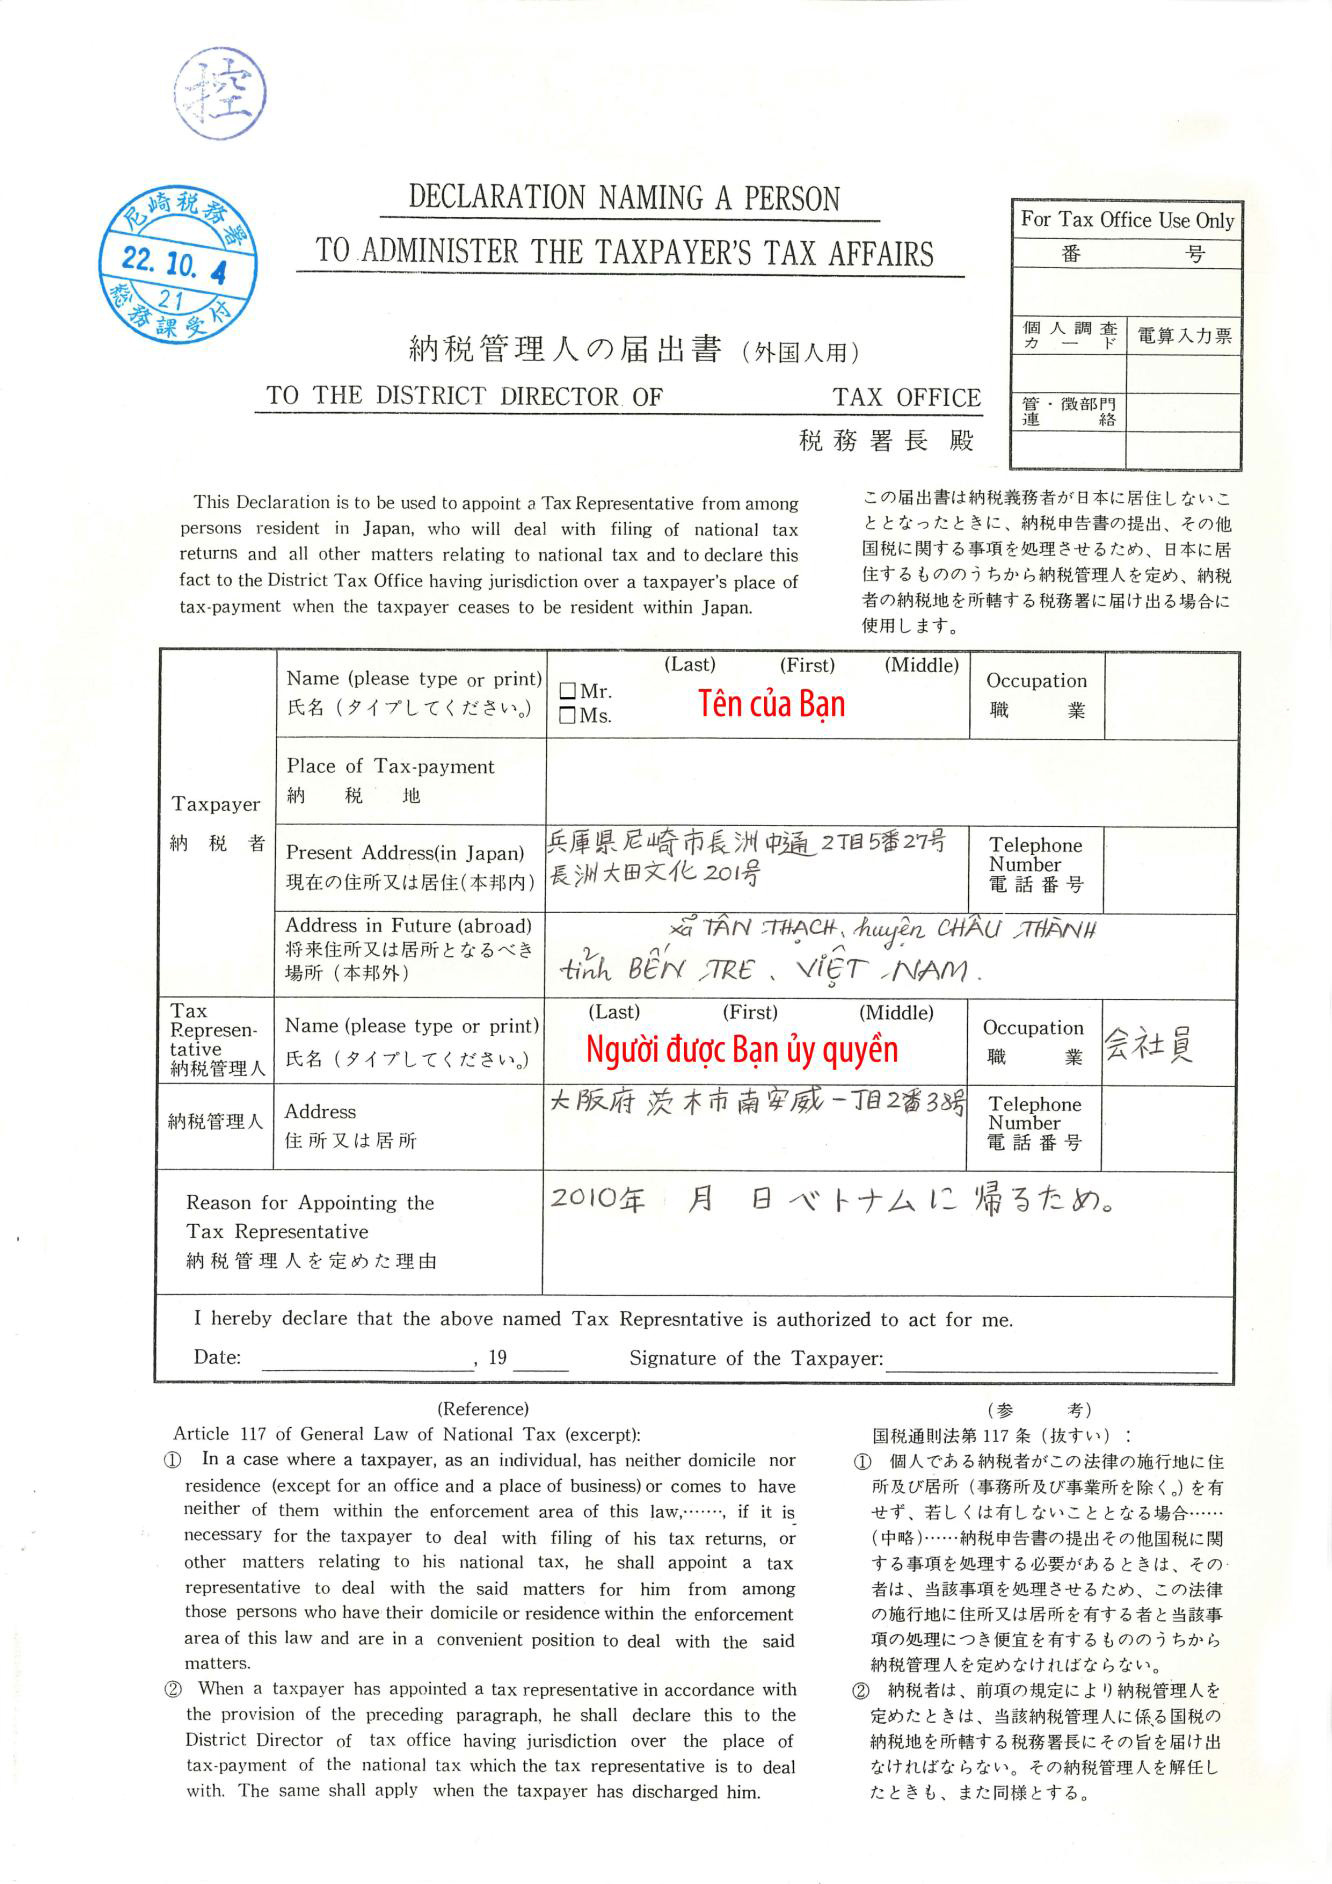 控
尼崎税務署
22.10.4
21
総務課受付
DECLARATION NAMING A PERSON
TO ADMINISTER THE TAXPAYER'S TAX AFFAIRS
納税管理人の届出書（外国人用）
TO THE DISTRICT DIRECTOR OF TAX OFFICE
税務署長 殿
For Tax Office Use Only
番 号
個人調査
カード
電算入力票
管・徴部門
連 絡
This Declaration is to be used to appoint a Tax Representative from among
persons resident in Japan, who will deal with filing of national tax
returns and all other matters relating to national tax and to declare this
fact to the District Tax Office having jurisdiction over a taxpayer's place of
tax-payment when the taxpayer ceases to be resident within Japan.
この届出書は納税義務者が日本に居住しないこ
ととなったときに、納税申告書の提出、その他
国税に関する事項を処理させるため、日本に居
住するもののうちから納税管理人を定め、納税
者の納税地を所轄する税務署に届け出る場合に
使用します。
Taxpayer
納 税 者
Name (please type or print)
氏名（タイプしてください。）
(Last) (First) (Middle)
□Mr.
□Ms.
Tên của Bạn
Occupation
職 業
Place of Tax-payment
納 税 地
Present Address(in Japan)
現在の住所又は居住(本邦内)
兵庫県尼崎市長洲中通2丁目5番27号
長洲大田文化201号
Telephone
Number
電話番号
Address in Future (abroad)
将来住所又は居所となるべき
場所（本邦外）
xã TÂN THẠCH、huyện CHÂU THÀNH
tỉnh BẾN TRE、VIỆT NAM.
Tax
Represen-
tative
納税管理人
Name (please type or print)
氏名（タイプしてください。）
(Last) (First) (Middle)
Người được Bạn ủy quyền
Occupation
職 業
会社員
納税管理人
Address
住所又は居所
大阪府茨木市南安威一丁目2番38号
Telephone
Number
電話番号
Reason for Appointing the
Tax Representative
納税管理人を定めた理由
2010年 月 日ベトナムに帰るため。
I hereby declare that the above named Tax Represntative is authorized to act for me.
Date: , 19 Signature of the Taxpayer:
(Reference)
Article 117 of General Law of National Tax (excerpt):
① In a case where a taxpayer, as an individual, has neither domicile nor
residence (except for an office and a place of business) or comes to have
neither of them within the enforcement area of this law,‥‥‥, if it is
necessary for the taxpayer to deal with filing of his tax returns, or
other matters relating to his national tax, he shall appoint a tax
representative to deal with the said matters for him from among
those persons who have their domicile or residence within the enforcement
area of this law and are in a convenient position to deal with the said
matters.
② When a taxpayer has appointed a tax representative in accordance with
the provision of the preceding paragraph, he shall declare this to the
District Director of tax office having jurisdiction over the place of
tax-payment of the national tax which the tax representative is to deal
with. The same shall apply when the taxpayer has discharged him.
（参 考）
国税通則法第117条（抜すい）：
① 個人である納税者がこの法律の施行地に住
所及び居所（事務所及び事業所を除く。）を有
せず、若しくは有しないこととなる場合……
（中略）……納税申告書の提出その他国税に関
する事項を処理する必要があるときは、その
者は、当該事項を処理させるため、この法律
の施行地に住所又は居所を有する者と当該事
項の処理につき便宜を有するもののうちから
納税管理人を定めなければならない。
② 納税者は、前項の規定により納税管理人を
定めたときは、当該納税管理人に係る国税の
納税地を所轄する税務署長にその旨を届け出
なければならない。その納税管理人を解任し
たときも、また同様とする。